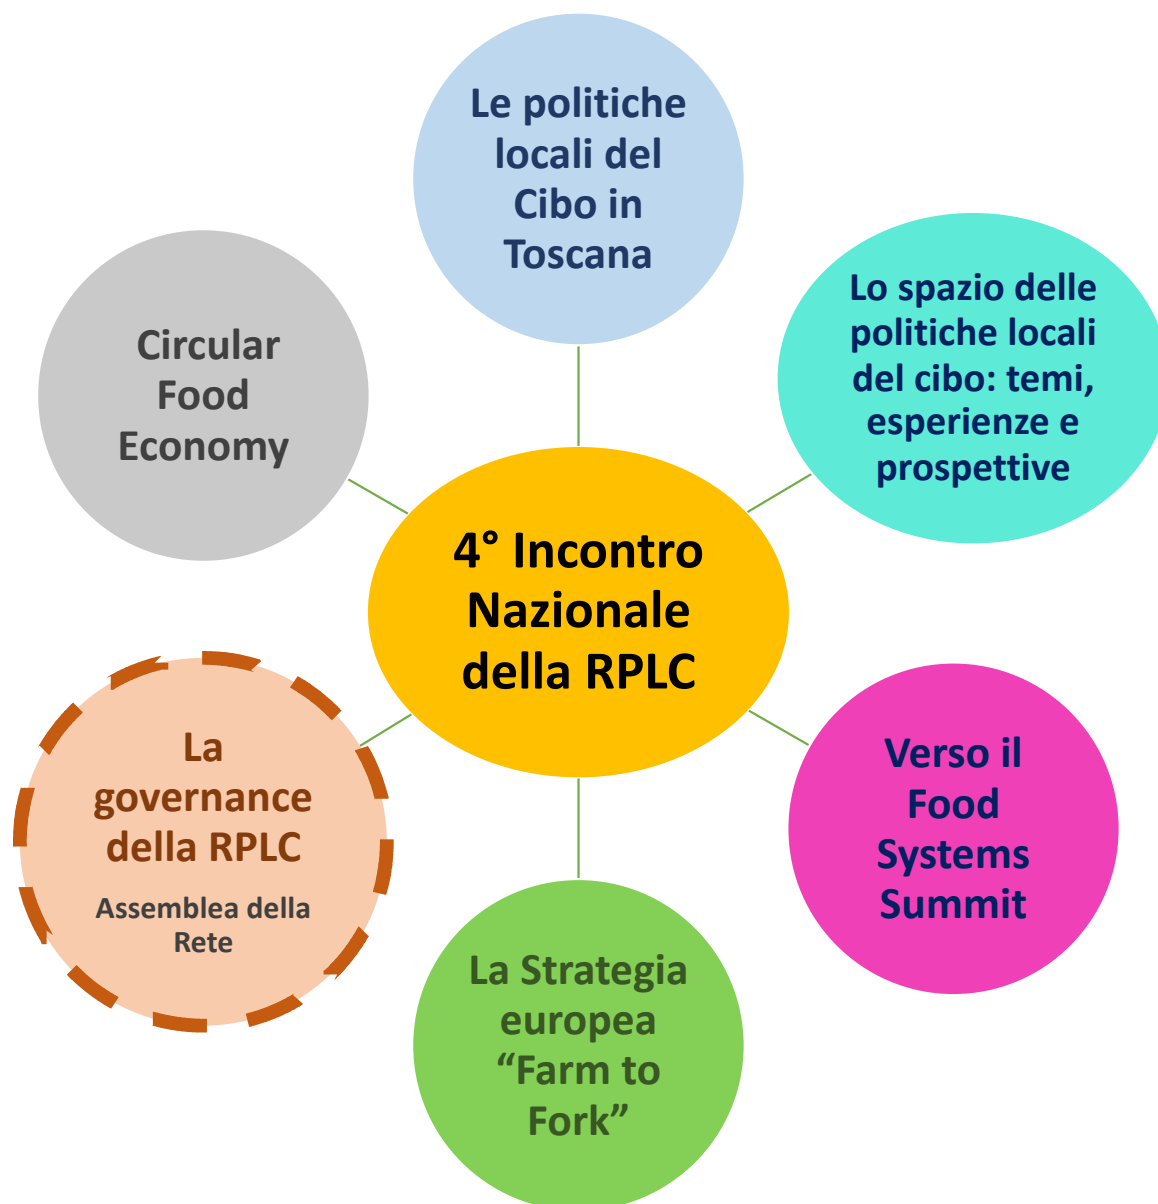 Le politiche
locali del
Cibo in
Toscana
Lo spazio delle
politiche locali
del cibo: temi,
esperienze e
prospettive
Circular
Food
Economy
4° Incontro
Nazionale
della RPLC
Verso il
Food
Systems
Summit
La
governance
della RPLC
Assemblea della
Rete
La Strategia
europea
“Farm to
Fork”